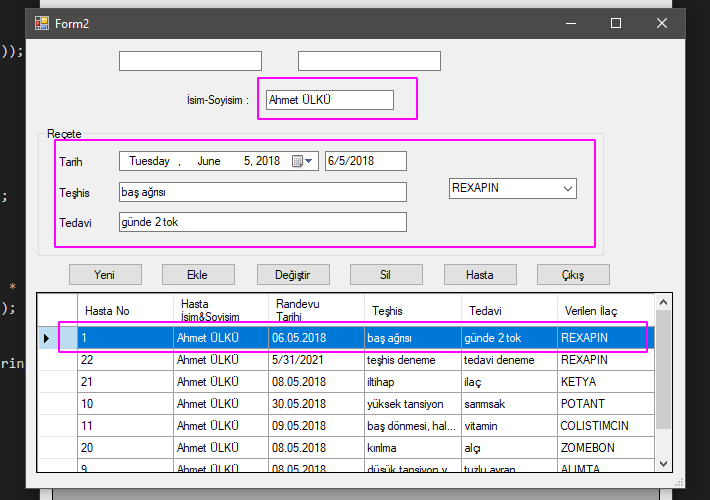 ));
Form2
İsim-Soyisim : Ahmet ÜLKÜ
Reçete
Tarih Tuesday , June 5, 2018 6/5/2018
Teşhis baş ağrısı REXAPIN
;
Tedavi günde 2 tok
Yeni Ekle Değiştir Sil Hasta Çıkış
*
);
Hasta No Hasta İsim&Soyisim Randevu Tarihi Teşhis Tedavi Verilen İlaç
1 Ahmet ÜLKÜ 06.05.2018 baş ağrısı günde 2 tok REXAPIN
22 Ahmet ÜLKÜ 5/31/2021 teşhis deneme tedavi deneme REXAPIN
rin
21 Ahmet ÜLKÜ 08.05.2018 iltihap ilaç KETYA
10 Ahmet ÜLKÜ 30.05.2018 yüksek tansiyon sarımsak POTANT
11 Ahmet ÜLKÜ 09.05.2018 baş dönmesi, hal... vitamin COLISTIMCIN
20 Ahmet ÜLKÜ 08.05.2018 kırılma alçı ZOMEBON
9 Ahmet ÜLKÜ 08.05.2018 düşük tansiyon v... tuzlu ayran ALIMTA